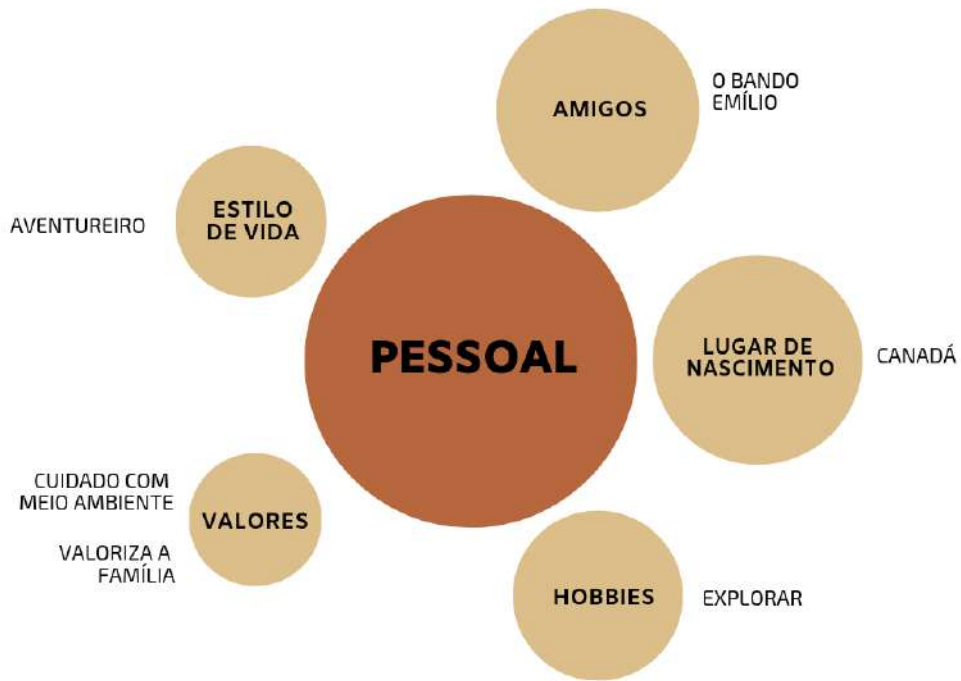 AMIGOS
O BANDO
EMÍLIO
ESTILO
DE VIDA
AVENTUREIRO
PESSOAL
LUGAR DE
NASCIMENTO
CANADÁ
CUIDADO COM
MEIO AMBIENTE
VALORIZA A
FAMÍLIA
VALORES
HOBBIES
EXPLORAR